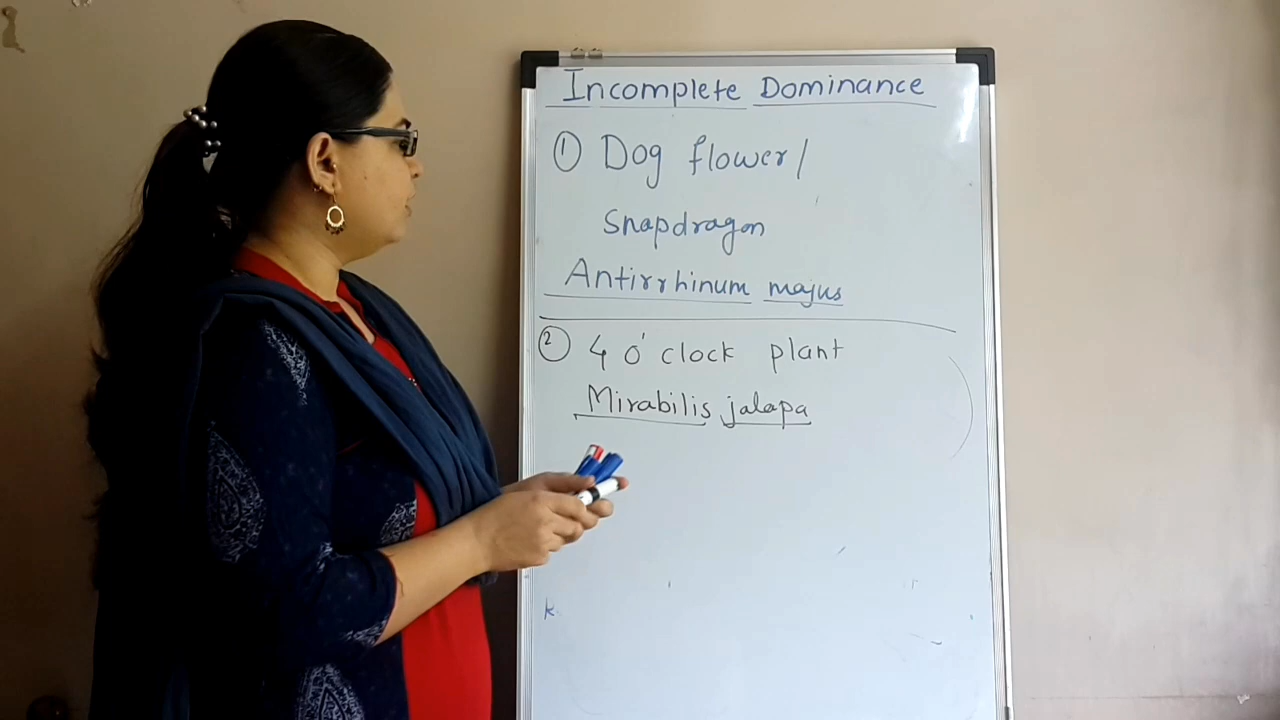 Incomplete Dominance
① Dog flower/
Snapdragon
Antirrhinum majus
② 4 o'clock plant
Mirabilis jalapa
k